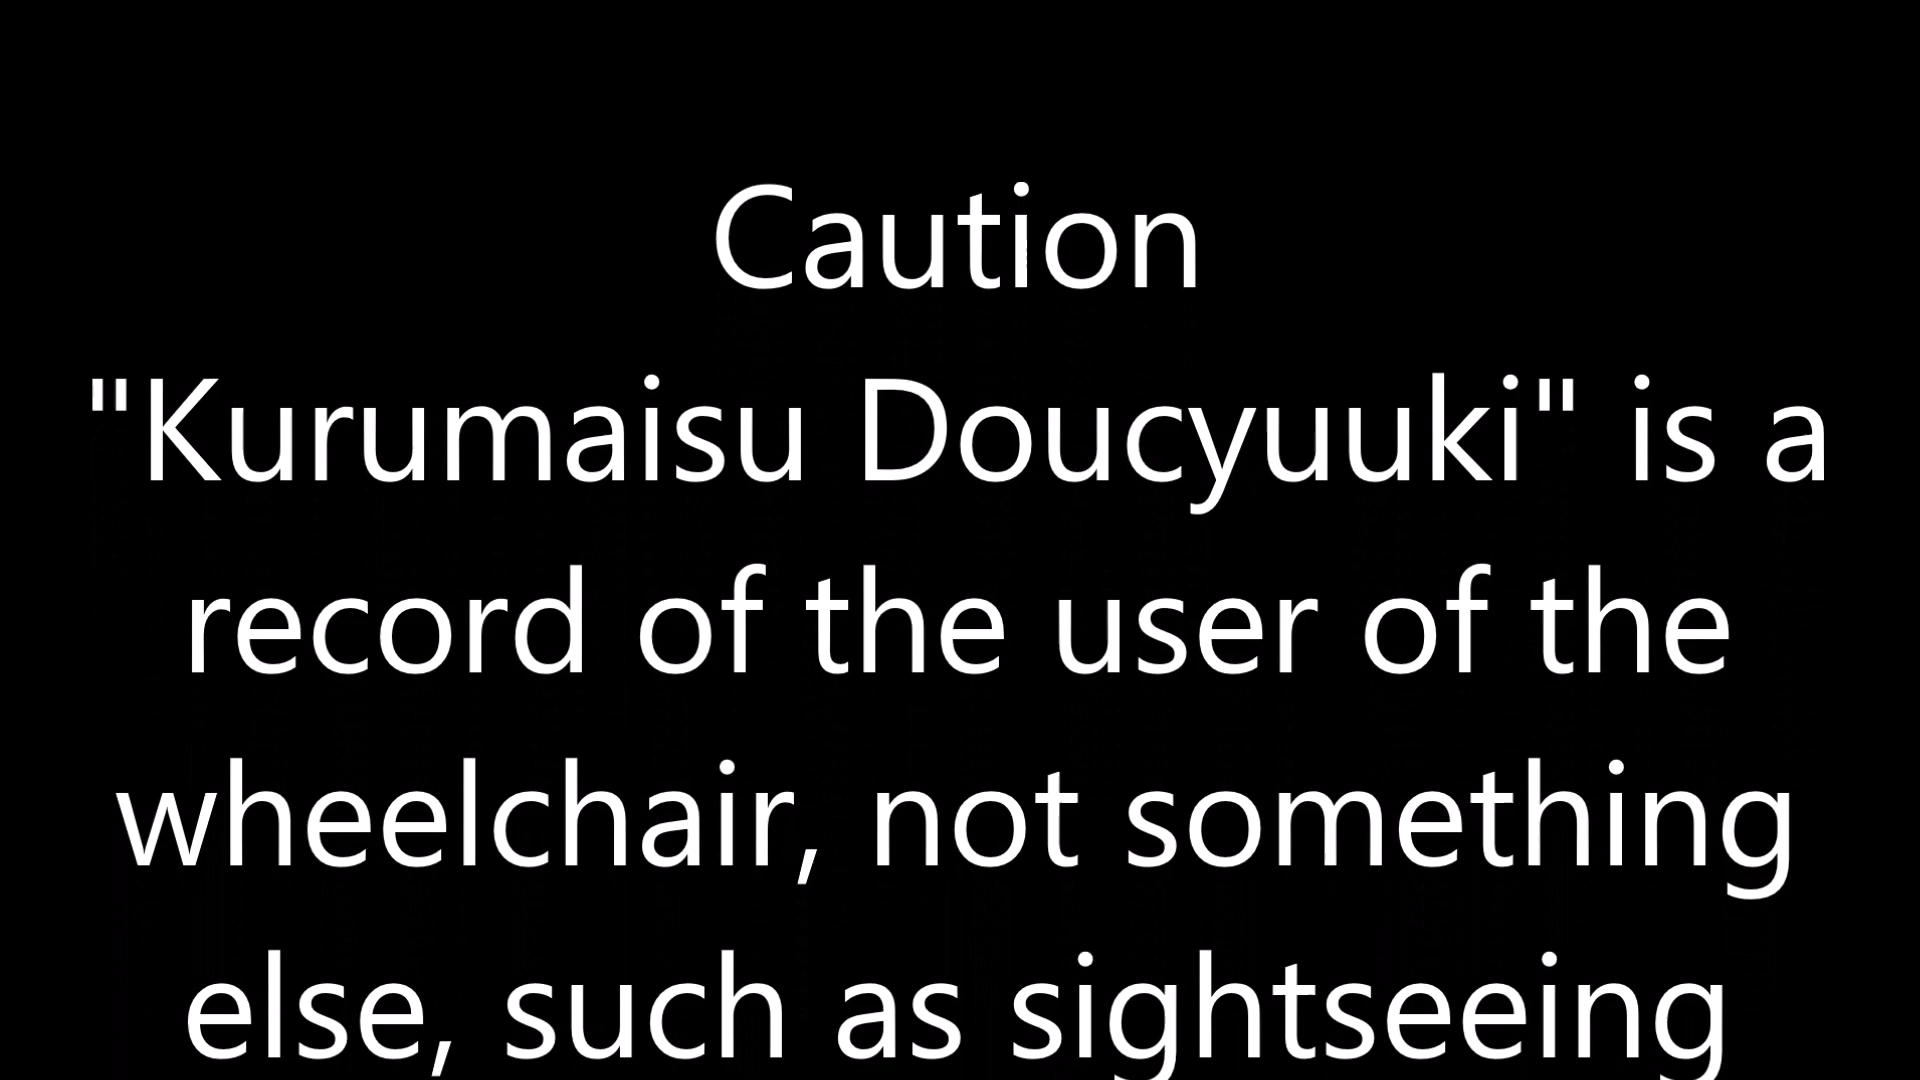 Caution
"Kurumaisu Doucyuuki" is a
record of the user of the
wheelchair, not something
else, such as sightseeing